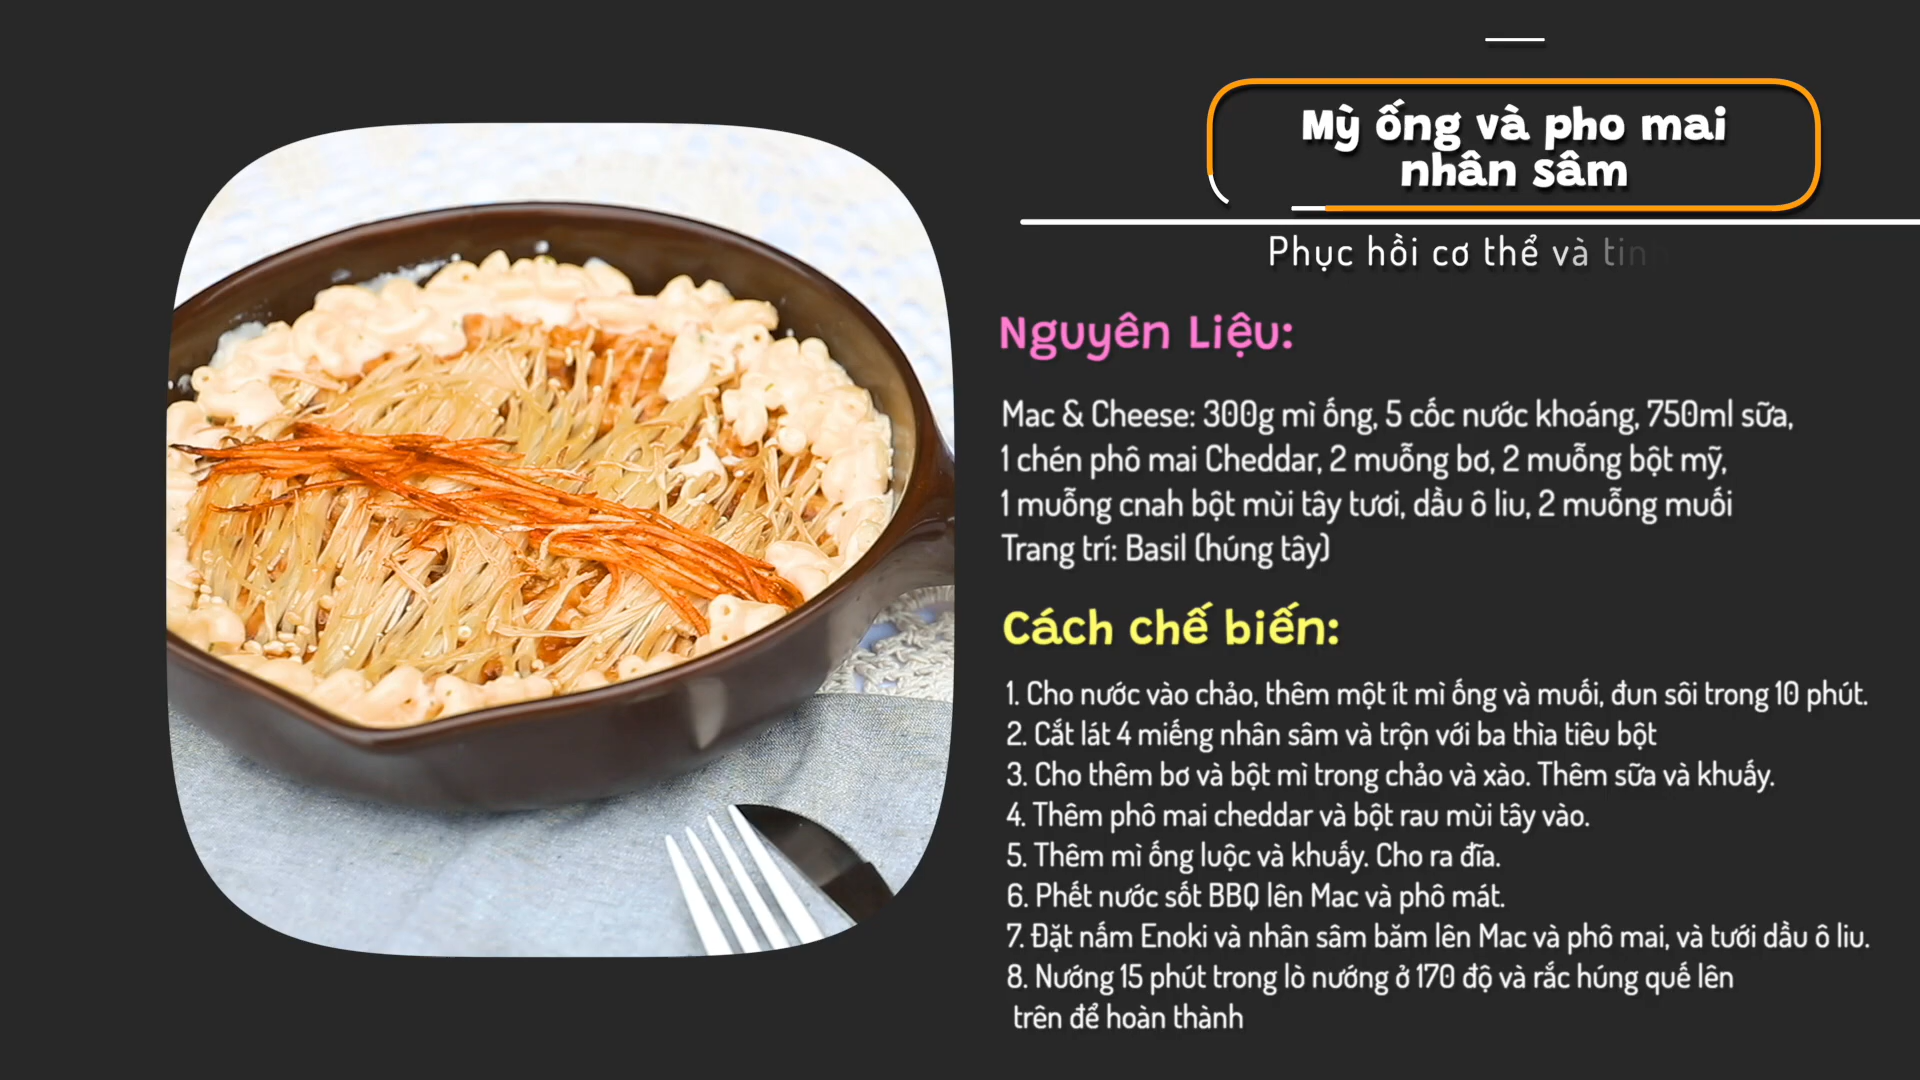 Mỳ ống và pho mai
nhân sâm
Phục hồi cơ thể và tin
Nguyên Liệu:
Mac & Cheese: 300g mì ống, 5 cốc nước khoáng, 750ml sữa,
1 chén phô mai Cheddar, 2 muỗng bơ, 2 muỗng bột mỹ,
1 muỗng cnah bột mùi tây tươi, dầu ô liu, 2 muỗng muối
Trang trí: Basil (húng tây)
Cách chế biến:
1. Cho nước vào chảo, thêm một ít mì ống và muối, đun sôi trong 10 phút.
2. Cắt lát 4 miếng nhân sâm và trộn với ba thìa tiêu bột
3. Cho thêm bơ và bột mì trong chảo và xào. Thêm sữa và khuấy.
4. Thêm phô mai cheddar và bột rau mùi tây vào.
5. Thêm mì ống luộc và khuấy. Cho ra đĩa.
6. Phết nước sốt BBQ lên Mac và phô mát.
7. Đặt nấm Enoki và nhân sâm băm lên Mac và phô mai, và tưới dầu ô liu.
8. Nướng 15 phút trong lò nướng ở 170 độ và rắc húng quế lên
trên để hoàn thành